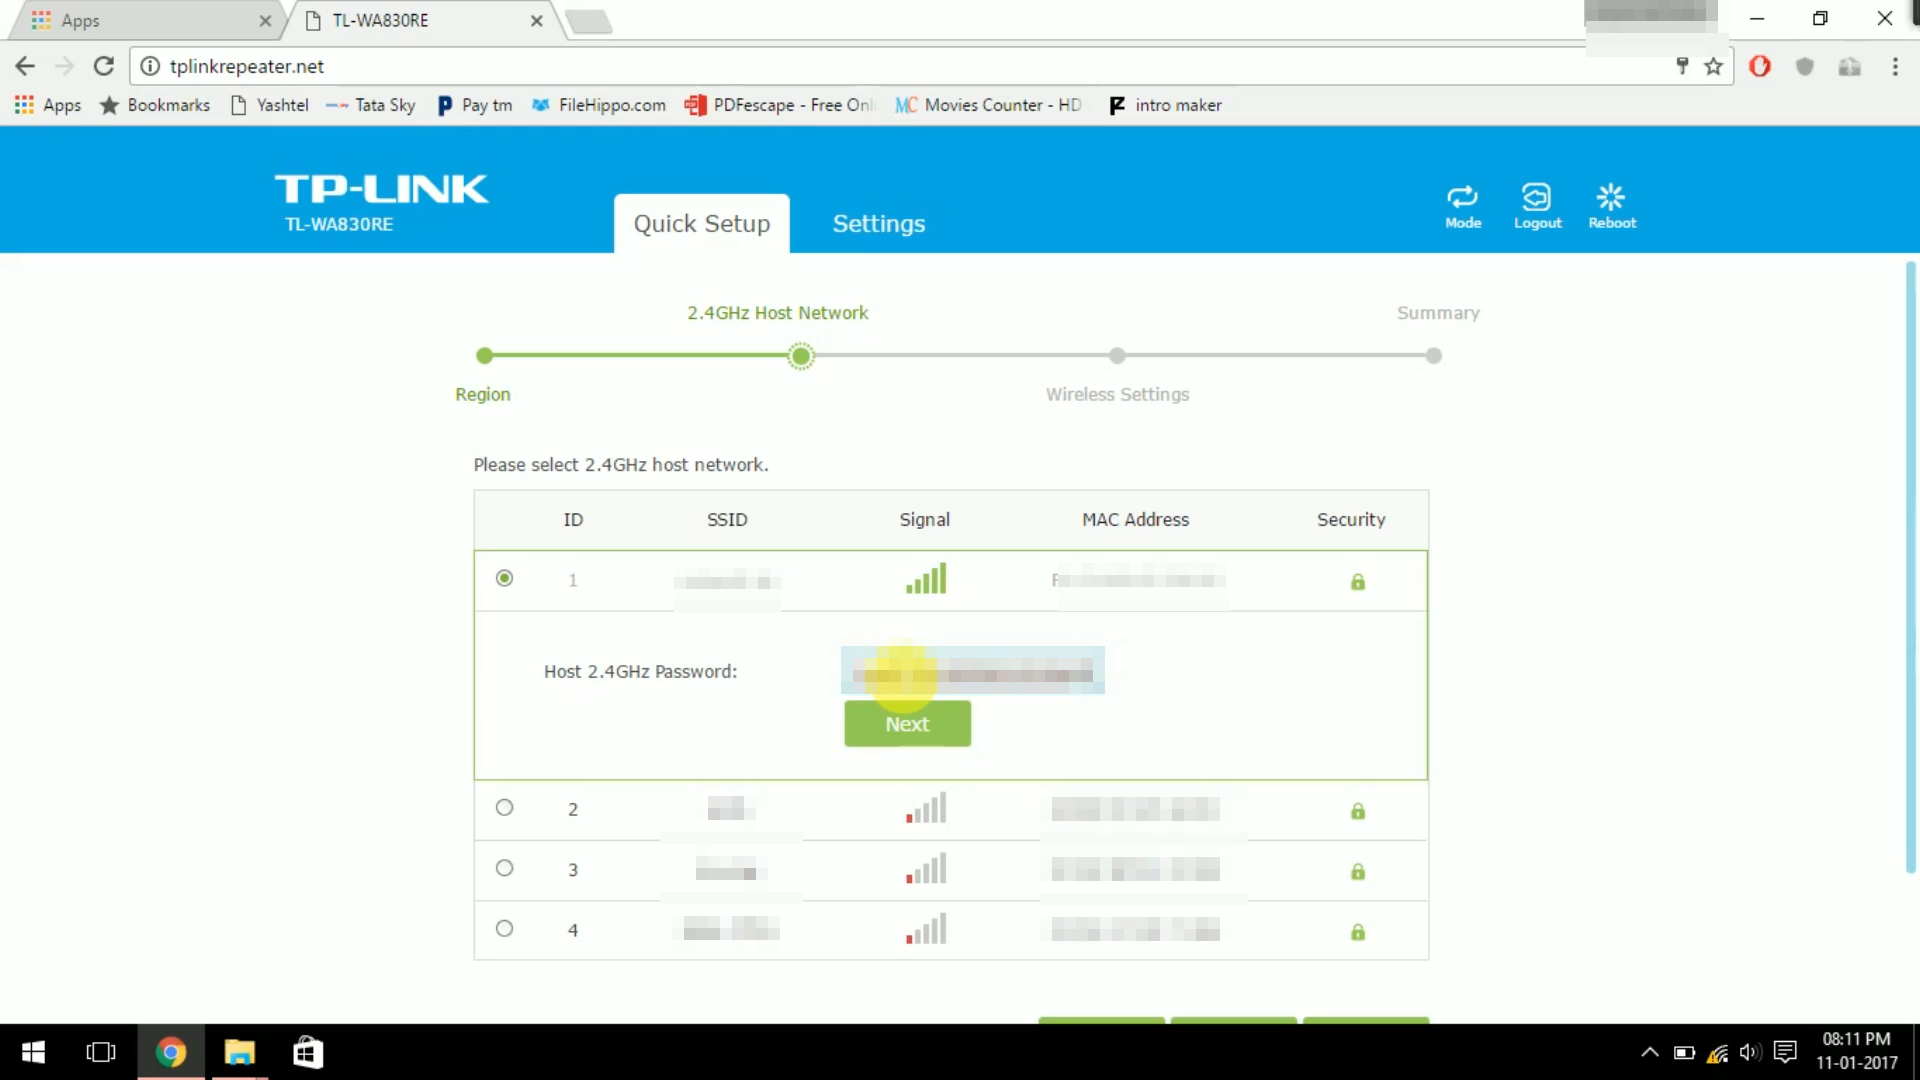 Apps
TL-WA830RE
tplinkrepeater.net
Apps Bookmarks Yashtel Tata Sky Pay tm FileHippo.com PDFescape - Free Onl Movies Counter - HD intro maker
TP-LINK
TL-WA830RE
Quick Setup
Settings
Mode
Logout
Reboot
2.4GHz Host Network
Summary
Region
Wireless Settings
Please select 2.4GHz host network.
ID SSID Signal MAC Address Security
1
Host 2.4GHz Password:
Next
2
3
4
08:11 PM
11-01-2017